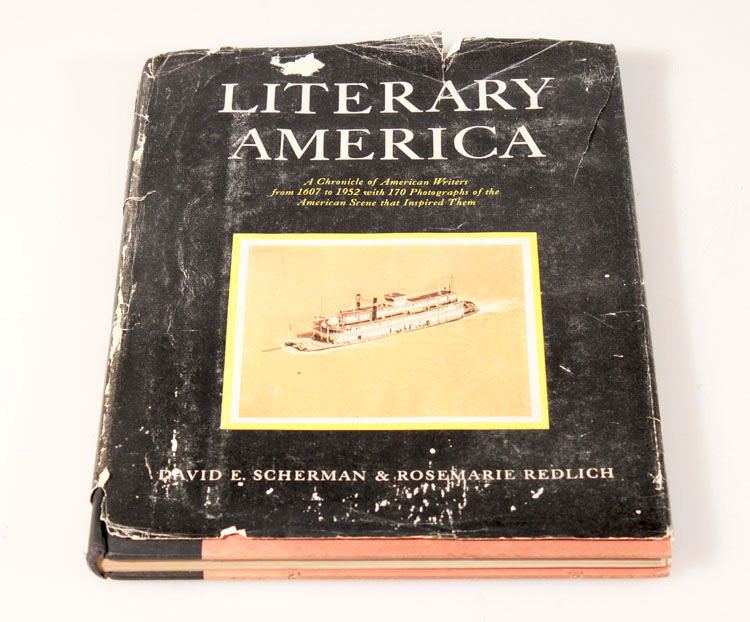 LITERARY
AMERICA
A Chronicle of American Writers
from 1607 to 1952 with 170 Photographs of the
American Scene that Inspired Them
DAVID E. SCHERMAN & ROSEMARIE REDLICH